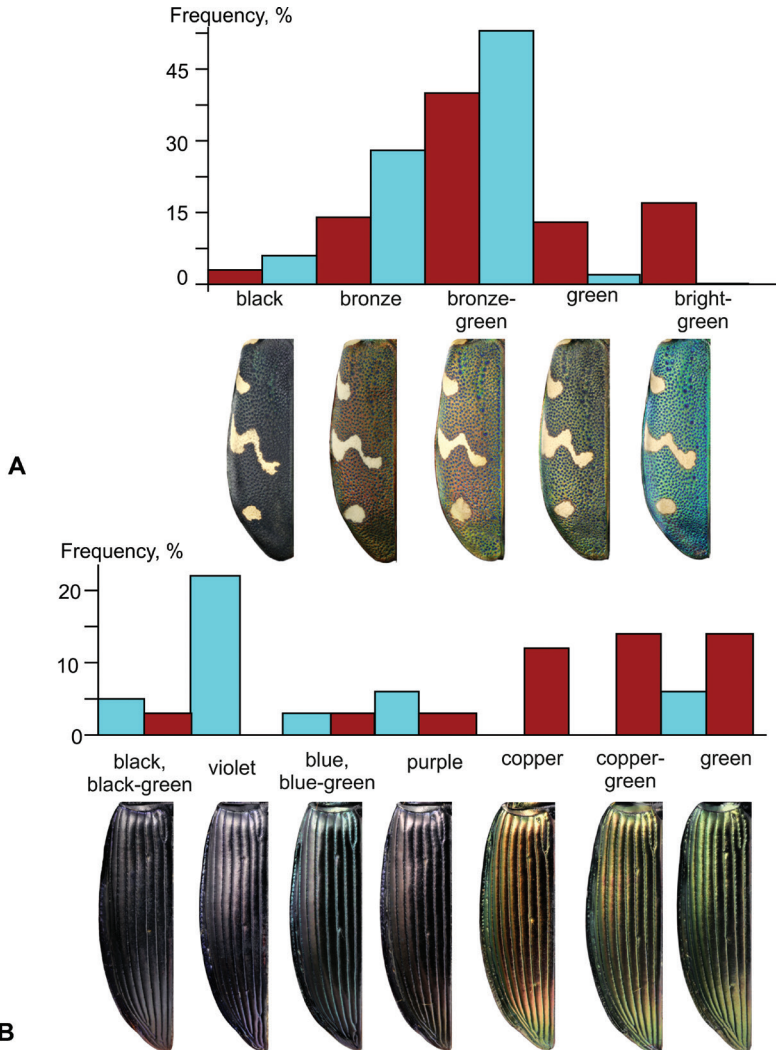 Frequency, %
45
30
15
0
black
bronze
bronze-
green
green
bright-
green
A
Frequency, %
20
10
0
black,
black-green
violet
blue,
blue-green
purple
copper
copper-
green
green
B